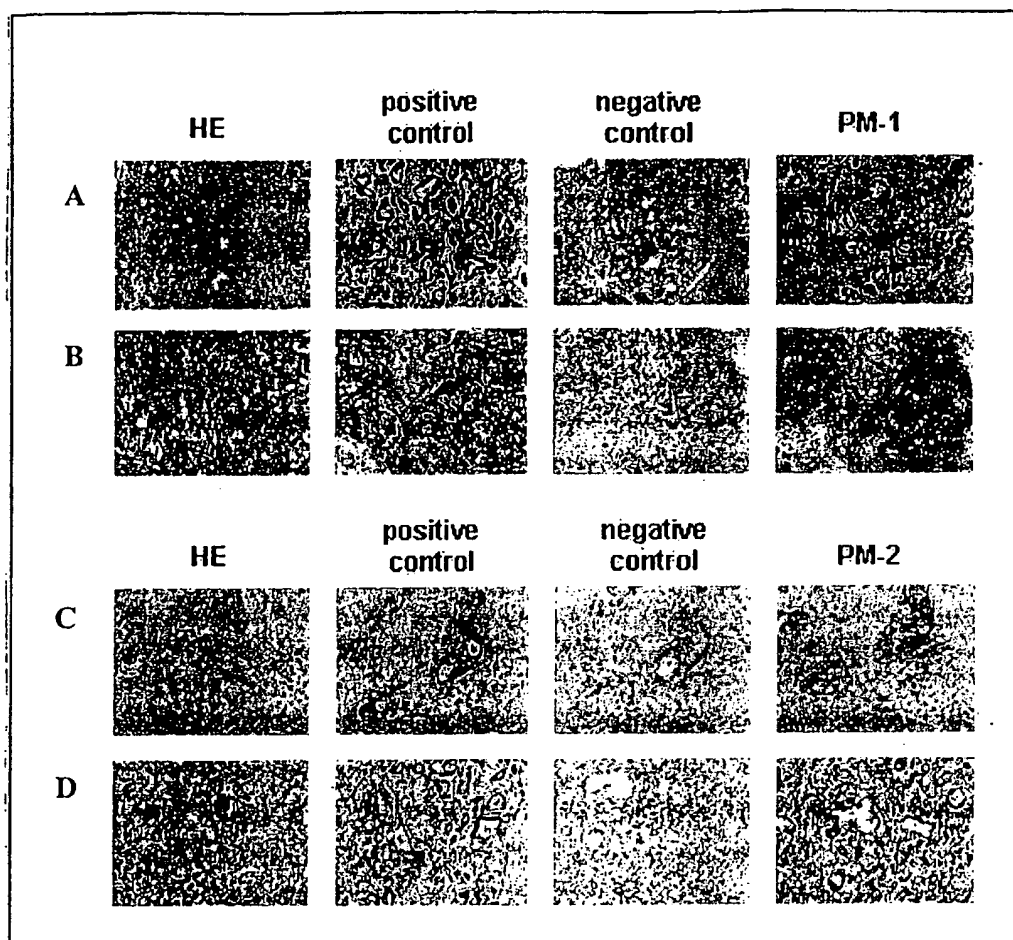 HE
positive
control
negative
control
PM-1
A
B
HE
positive
control
negative
control
PM-2
C
D